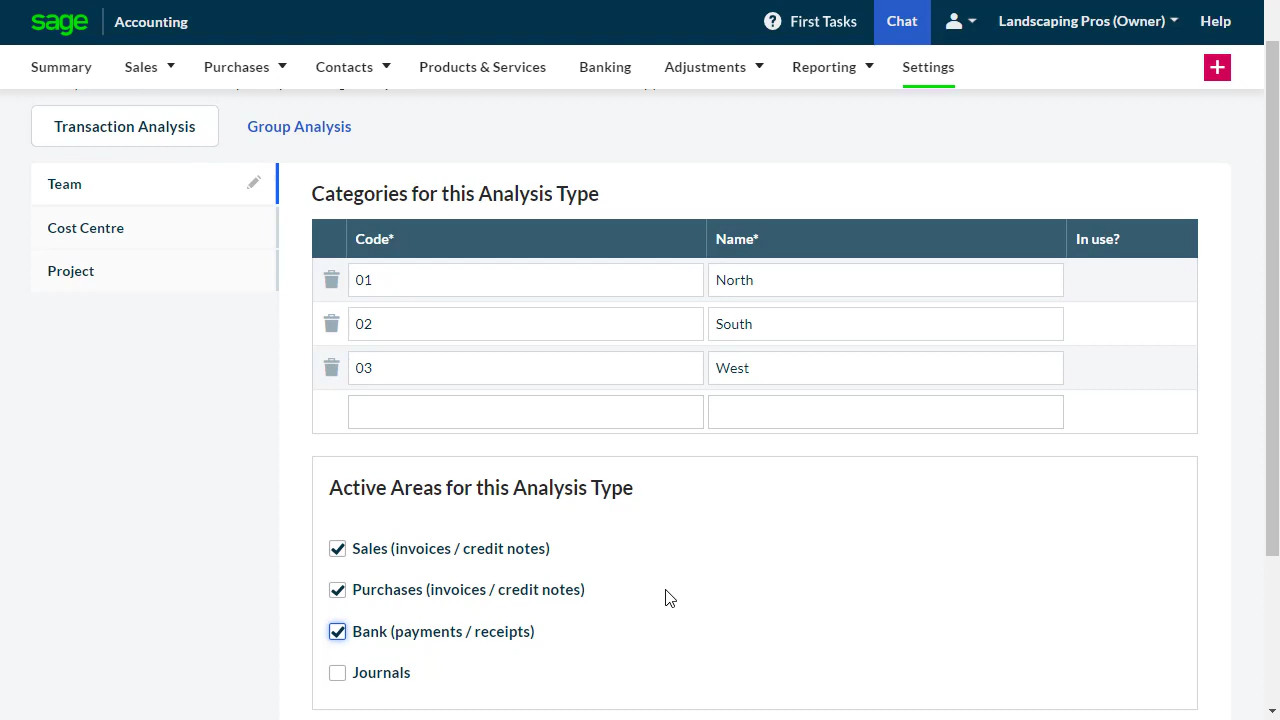 sage Accounting First Tasks Chat Landscaping Pros (Owner) Help
Summary Sales Purchases Contacts Products & Services Banking Adjustments Reporting Settings
Transaction Analysis Group Analysis
Team
Cost Centre
Project
Categories for this Analysis Type
Code* Name* In use?
01 North
02 South
03 West
Active Areas for this Analysis Type
Sales (invoices / credit notes)
Purchases (invoices / credit notes)
Bank (payments / receipts)
Journals